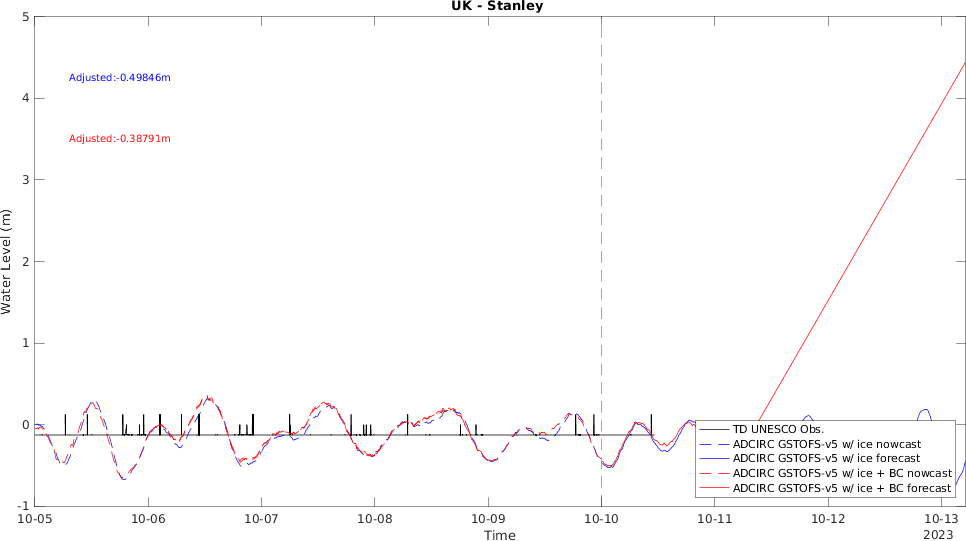 UK - Stanley
5
4
3
2
1
0
-1
Water Level (m)
Adjusted:-0.49846m
Adjusted:-0.38791m
TD UNESCO Obs.
ADCIRC GSTOFS-v5 w/ ice nowcast
ADCIRC GSTOFS-v5 w/ ice forecast
ADCIRC GSTOFS-v5 w/ ice + BC nowcast
ADCIRC GSTOFS-v5 w/ ice + BC forecast
10-05 10-06 10-07 10-08 10-09 10-10 10-11 10-12 10-13
Time
2023